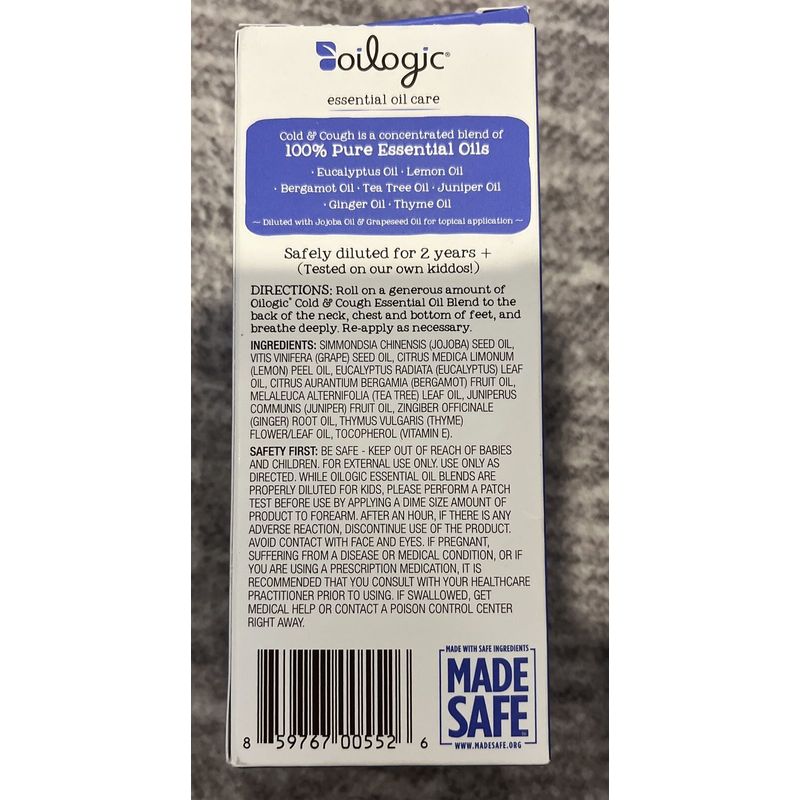 oilogic®
essential oil care
Cold & Cough is a concentrated blend of
100% Pure Essential Oils
· Eucalyptus Oil · Lemon Oil
· Bergamot Oil · Tea Tree Oil · Juniper Oil
· Ginger Oil · Thyme Oil
~ Diluted with Jojoba Oil & Grapeseed Oil for topical application ~
Safely diluted for 2 years +
(Tested on our own kiddos!)
DIRECTIONS: Roll on a generous amount of
Oilogic® Cold & Cough Essential Oil Blend to the
back of the neck, chest and bottom of feet, and
breathe deeply. Re-apply as necessary.
INGREDIENTS: SIMMONDSIA CHINENSIS (JOJOBA) SEED OIL,
VITIS VINIFERA (GRAPE) SEED OIL, CITRUS MEDICA LIMONUM
(LEMON) PEEL OIL, EUCALYPTUS RADIATA (EUCALYPTUS) LEAF
OIL, CITRUS AURANTIUM BERGAMIA (BERGAMOT) FRUIT OIL,
MELALEUCA ALTERNIFOLIA (TEA TREE) LEAF OIL, JUNIPERUS
COMMUNIS (JUNIPER) FRUIT OIL, ZINGIBER OFFICINALE
(GINGER) ROOT OIL, THYMUS VULGARIS (THYME)
FLOWER/LEAF OIL, TOCOPHEROL (VITAMIN E).
SAFETY FIRST: BE SAFE - KEEP OUT OF REACH OF BABIES
AND CHILDREN. FOR EXTERNAL USE ONLY. USE ONLY AS
DIRECTED. WHILE OILOGIC ESSENTIAL OIL BLENDS ARE
PROPERLY DILUTED FOR KIDS, PLEASE PERFORM A PATCH
TEST BEFORE USE BY APPLYING A DIME SIZE AMOUNT OF
PRODUCT TO FOREARM. AFTER AN HOUR, IF THERE IS ANY
ADVERSE REACTION, DISCONTINUE USE OF THE PRODUCT.
AVOID CONTACT WITH FACE AND EYES. IF PREGNANT,
SUFFERING FROM A DISEASE OR MEDICAL CONDITION, OR IF
YOU ARE USING A PRESCRIPTION MEDICATION, IT IS
RECOMMENDED THAT YOU CONSULT WITH YOUR HEALTHCARE
PRACTITIONER PRIOR TO USING. IF SWALLOWED, GET
MEDICAL HELP OR CONTACT A POISON CONTROL CENTER
RIGHT AWAY.
MADE WITH SAFE INGREDIENTS
MADE
SAFE™
WWW.MADESAFE.ORG
8 59767 00552 6